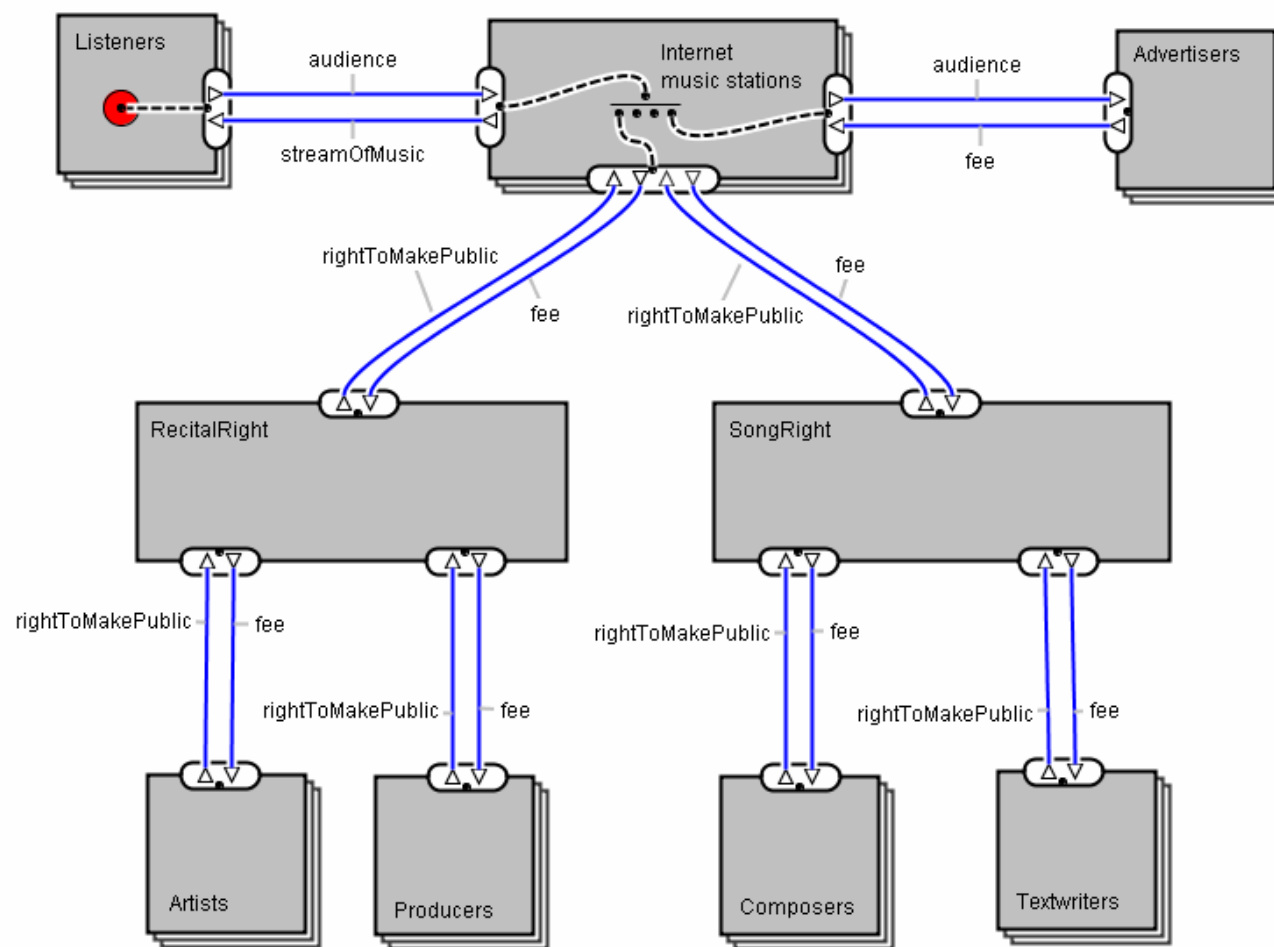 Listeners
audience
streamOfMusic
Internet
music stations
audience
fee
Advertisers
rightToMakePublic
fee
rightToMakePublic
fee
RecitalRight
SongRight
rightToMakePublic
fee
rightToMakePublic
fee
rightToMakePublic
fee
rightToMakePublic
fee
Artists
Producers
Composers
Textwriters